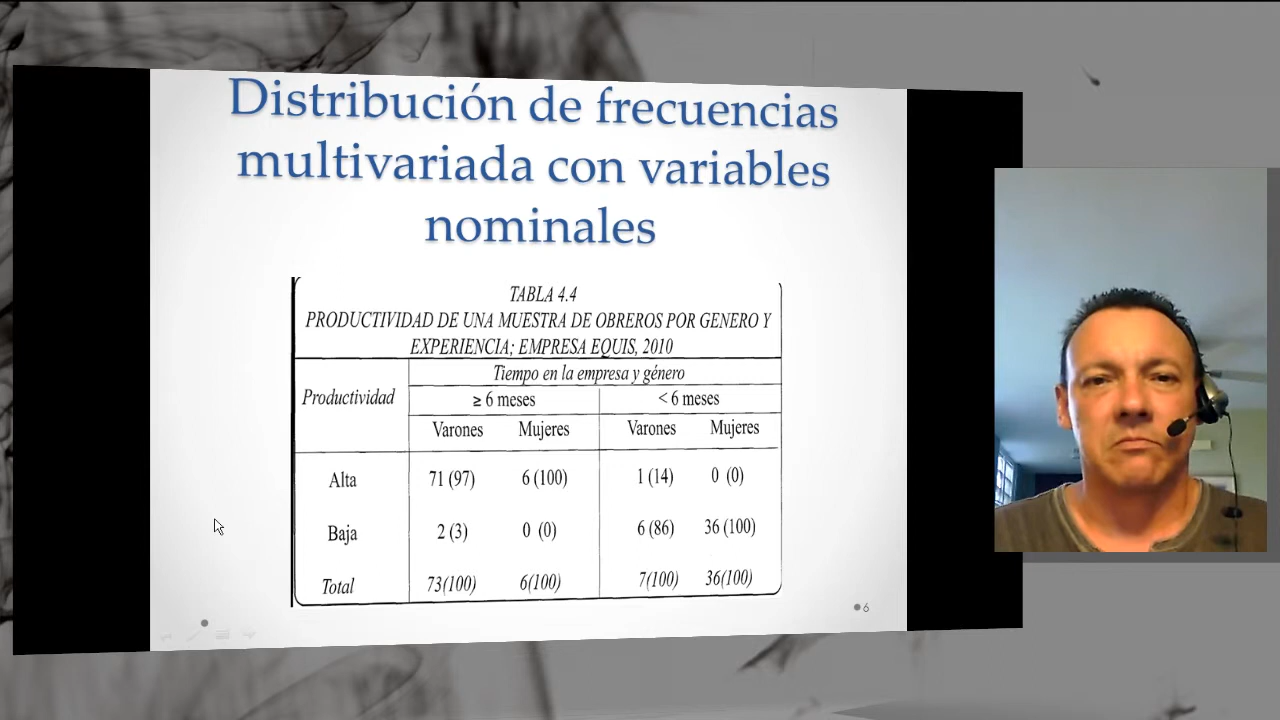 Distribución de frecuencias
multivariada con variables
nominales
TABLA 4.4
PRODUCTIVIDAD DE UNA MUESTRA DE OBREROS POR GENERO Y
EXPERIENCIA; EMPRESA EQUIS, 2010
Tiempo en la empresa y género
Productividad
≥ 6 meses < 6 meses
Varones Mujeres Varones Mujeres
Alta 71 (97) 6 (100) 1 (14) 0 (0)
Baja 2 (3) 0 (0) 6 (86) 36 (100)
Total 73(100) 6(100) 7(100) 36(100)
6